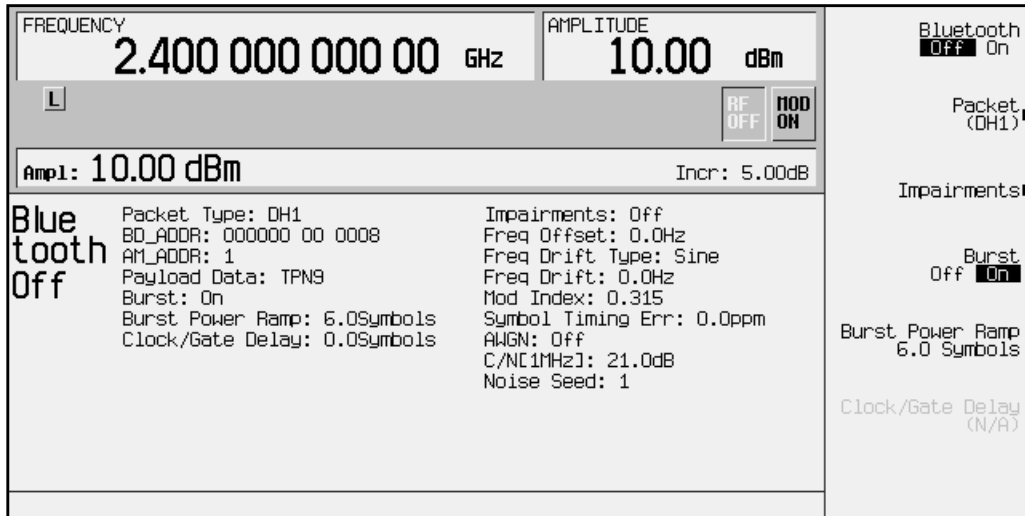 FREQUENCY
2.400 000 000 00 GHz
AMPLITUDE
10.00 dBm
L
RF
OFF
MOD
ON
Ampl: 10.00 dBm
Incr: 5.00dB
Blue
tooth
Off
Packet Type: DH1
BD_ADDR: 000000 00 0008
AM_ADDR: 1
Payload Data: TPN9
Burst: On
Burst Power Ramp: 6.0Symbols
Clock/Gate Delay: 0.0Symbols
Impairments: Off
Freq Offset: 0.0Hz
Freq Drift Type: Sine
Freq Drift: 0.0Hz
Mod Index: 0.315
Symbol Timing Err: 0.0ppm
AWGN: Off
C/N[1MHz]: 21.0dB
Noise Seed: 1
Bluetooth
Off On
Packet
(DH1)
Impairments
Burst
Off On
Burst Power Ramp
6.0 Symbols
Clock/Gate Delay
(N/A)